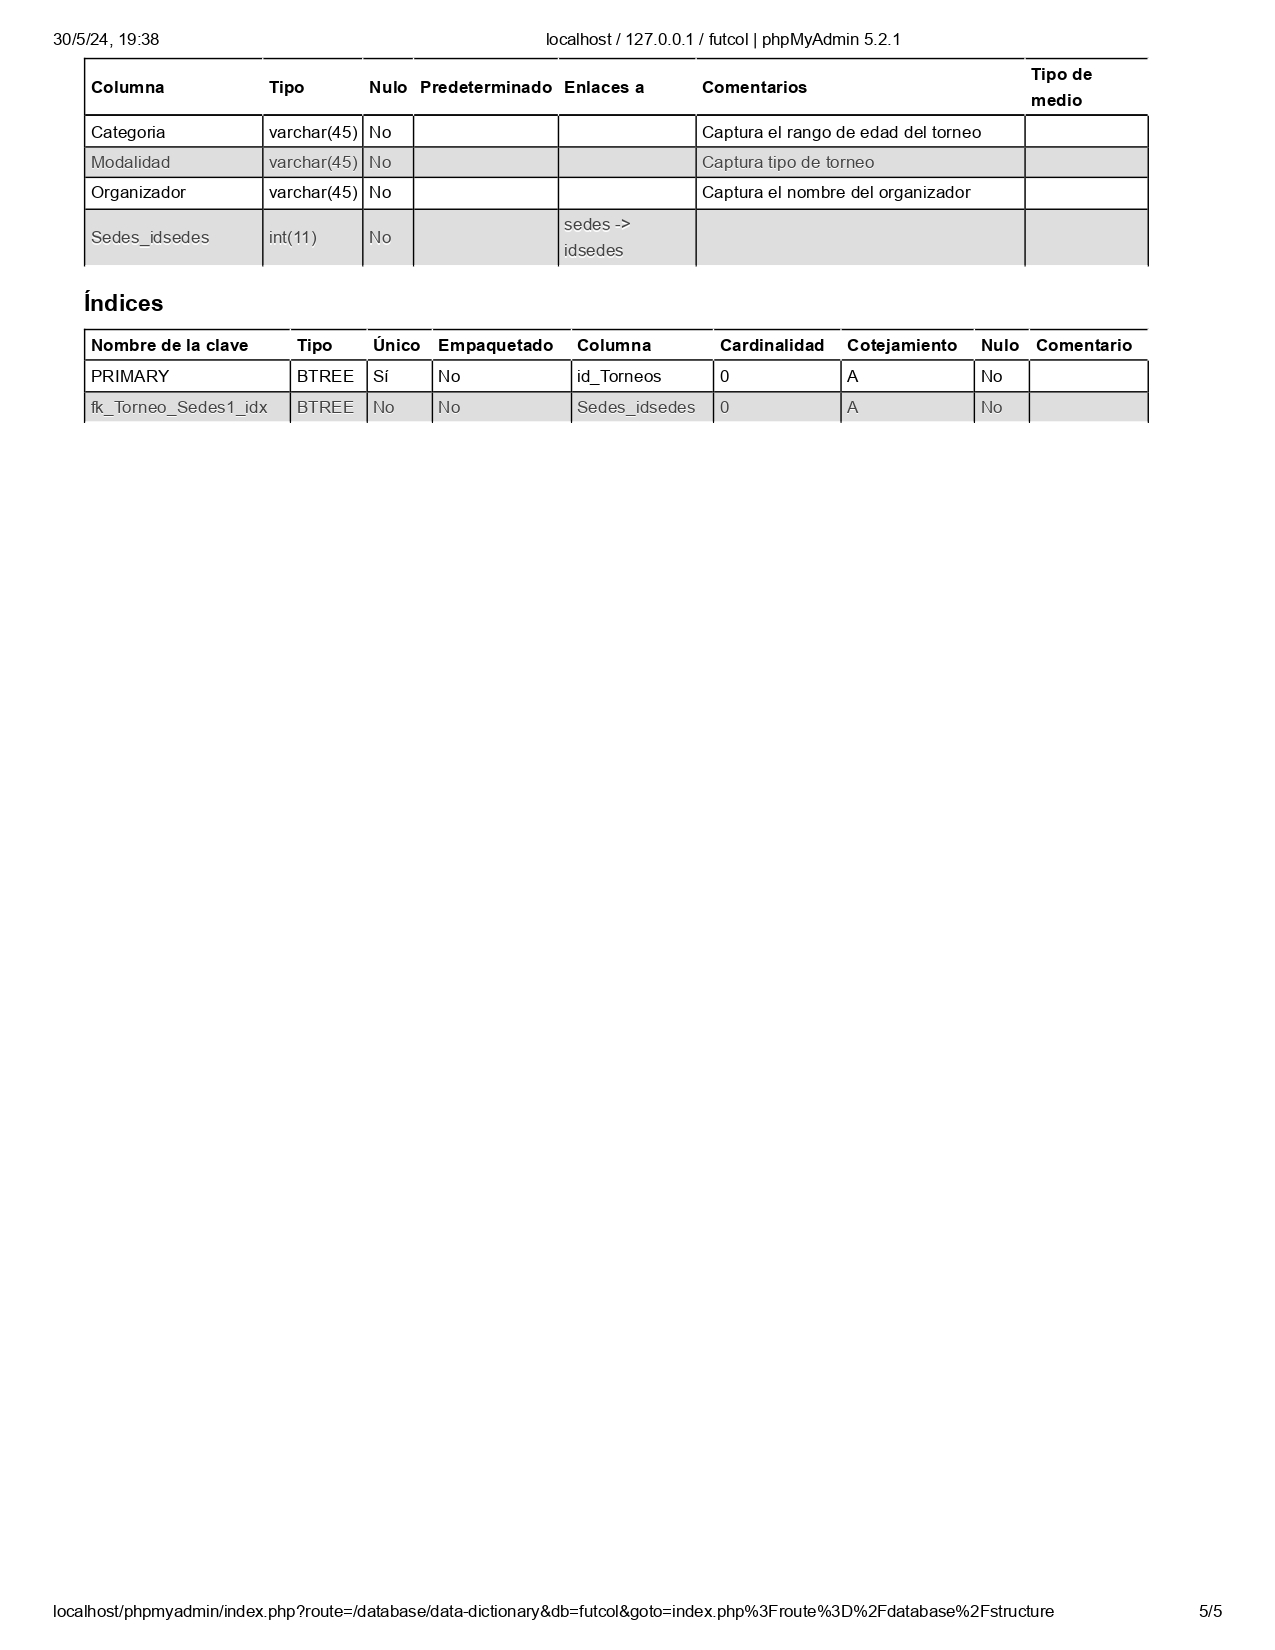 30/5/24, 19:38 localhost / 127.0.0.1 / futcol | phpMyAdmin 5.2.1
Columna Tipo Nulo Predeterminado Enlaces a Comentarios Tipo de medio
Categoria varchar(45) No Captura el rango de edad del torneo
Modalidad varchar(45) No Captura tipo de torneo
Organizador varchar(45) No Captura el nombre del organizador
Sedes_idsedes int(11) No sedes -> idsedes
Índices
Nombre de la clave Tipo Único Empaquetado Columna Cardinalidad Cotejamiento Nulo Comentario
PRIMARY BTREE Sí No id_Torneos 0 A No
fk_Torneo_Sedes1_idx BTREE No No Sedes_idsedes 0 A No
localhost/phpmyadmin/index.php?route=/database/data-dictionary&db=futcol&goto=index.php%3Froute%3D%2Fdatabase%2Fstructure 5/5